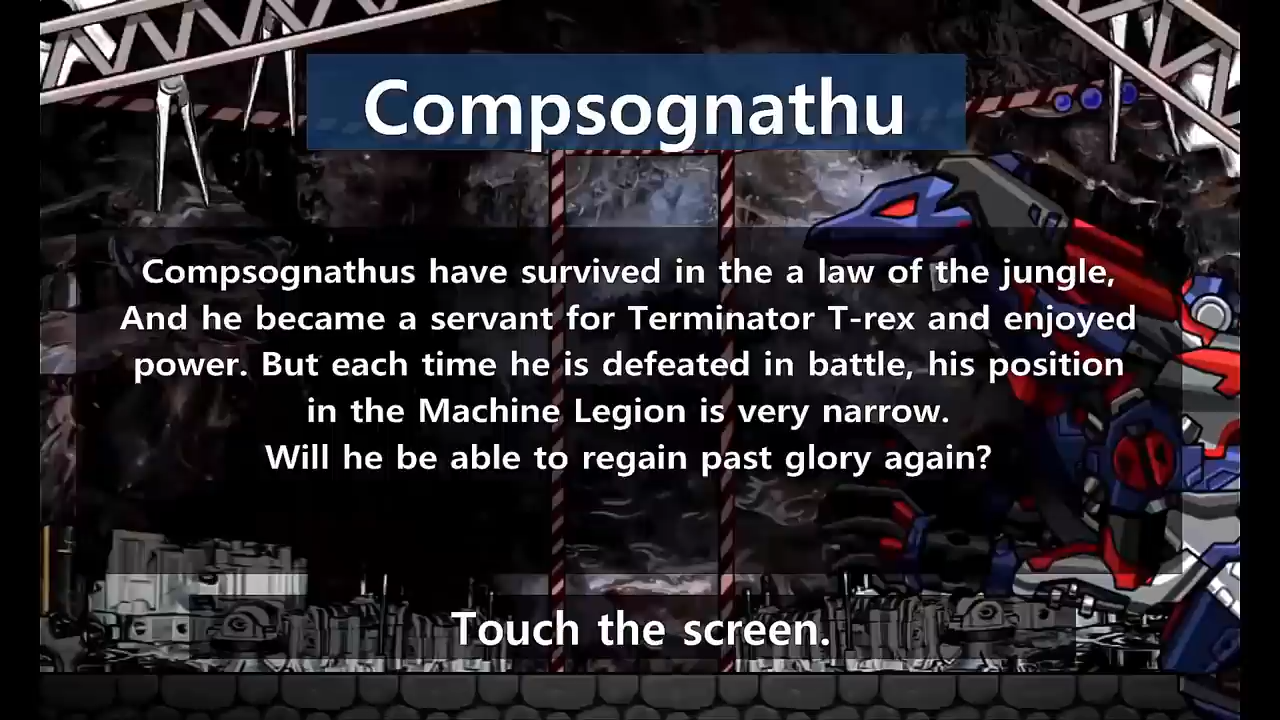 Compsognathu
Compsognathus have survived in the a law of the jungle,
And he became a servant for Terminator T-rex and enjoyed
power. But each time he is defeated in battle, his position
in the Machine Legion is very narrow.
Will he be able to regain past glory again?
Touch the screen.